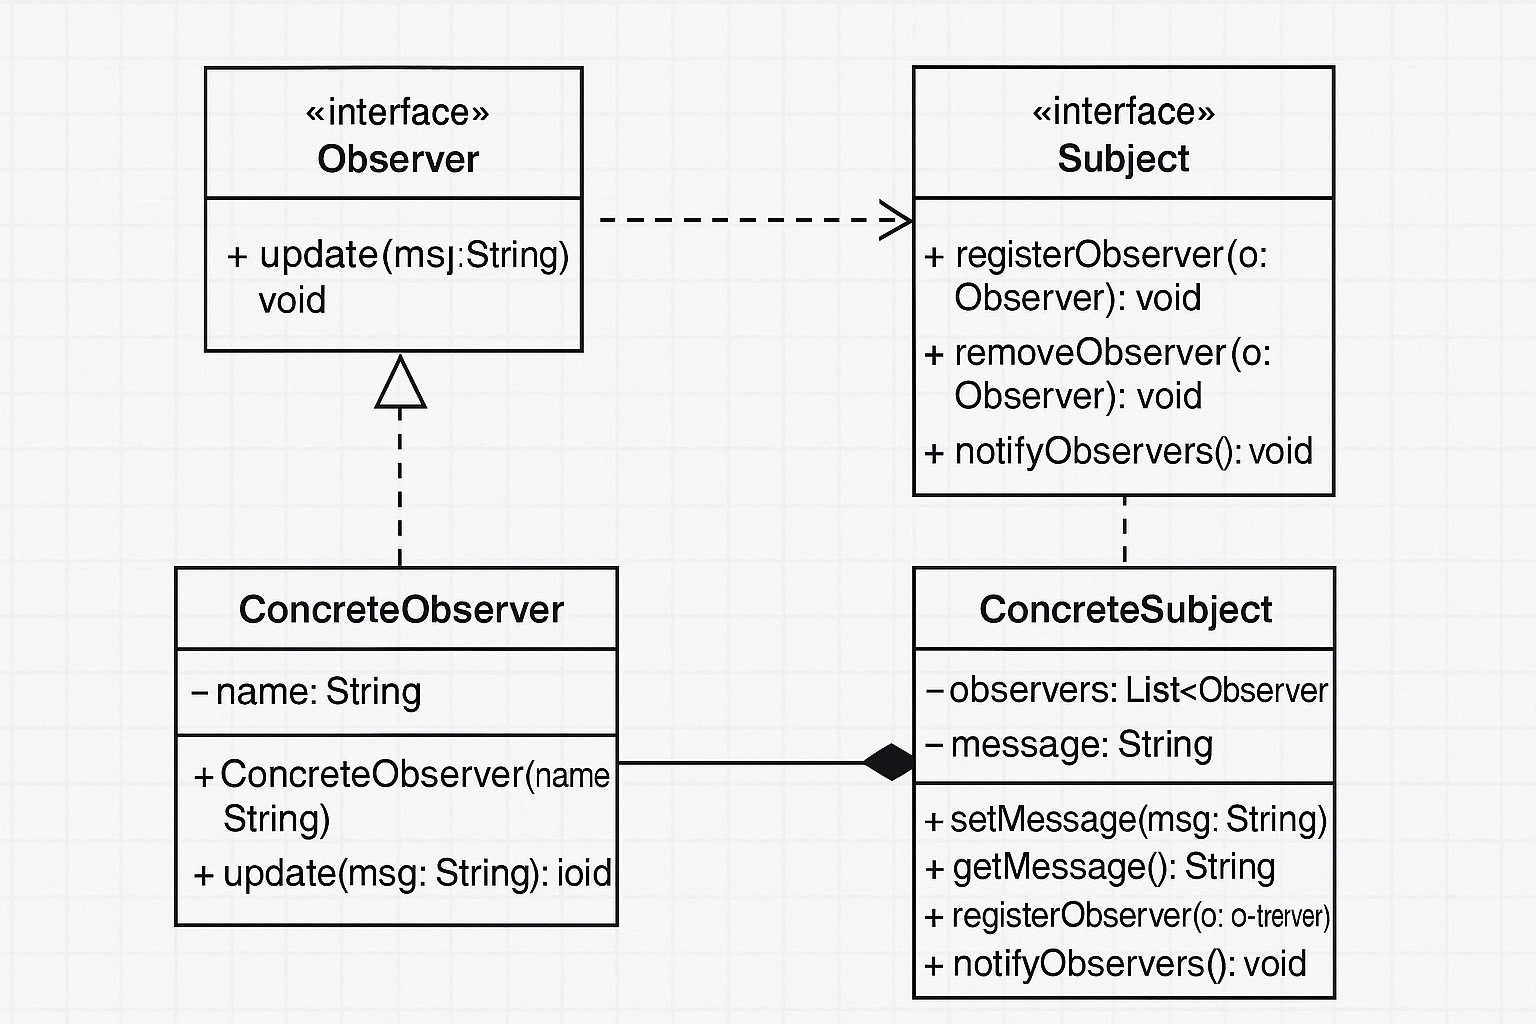 «interface»
Observer
+ update(msj:String)
void
«interface»
Subject
+ registerObserver(o:
Observer): void
+ removeObserver(o:
Observer): void
+ notifyObservers(): void
ConcreteObserver
– name: String
+ ConcreteObserver(name
String)
+ update(msg: String): ioid
ConcreteSubject
– observers: List<Observer
– message: String
+ setMessage(msg: String)
+ getMessage(): String
+ registerObserver(o: o-trerver)
+ notifyObservers(): void